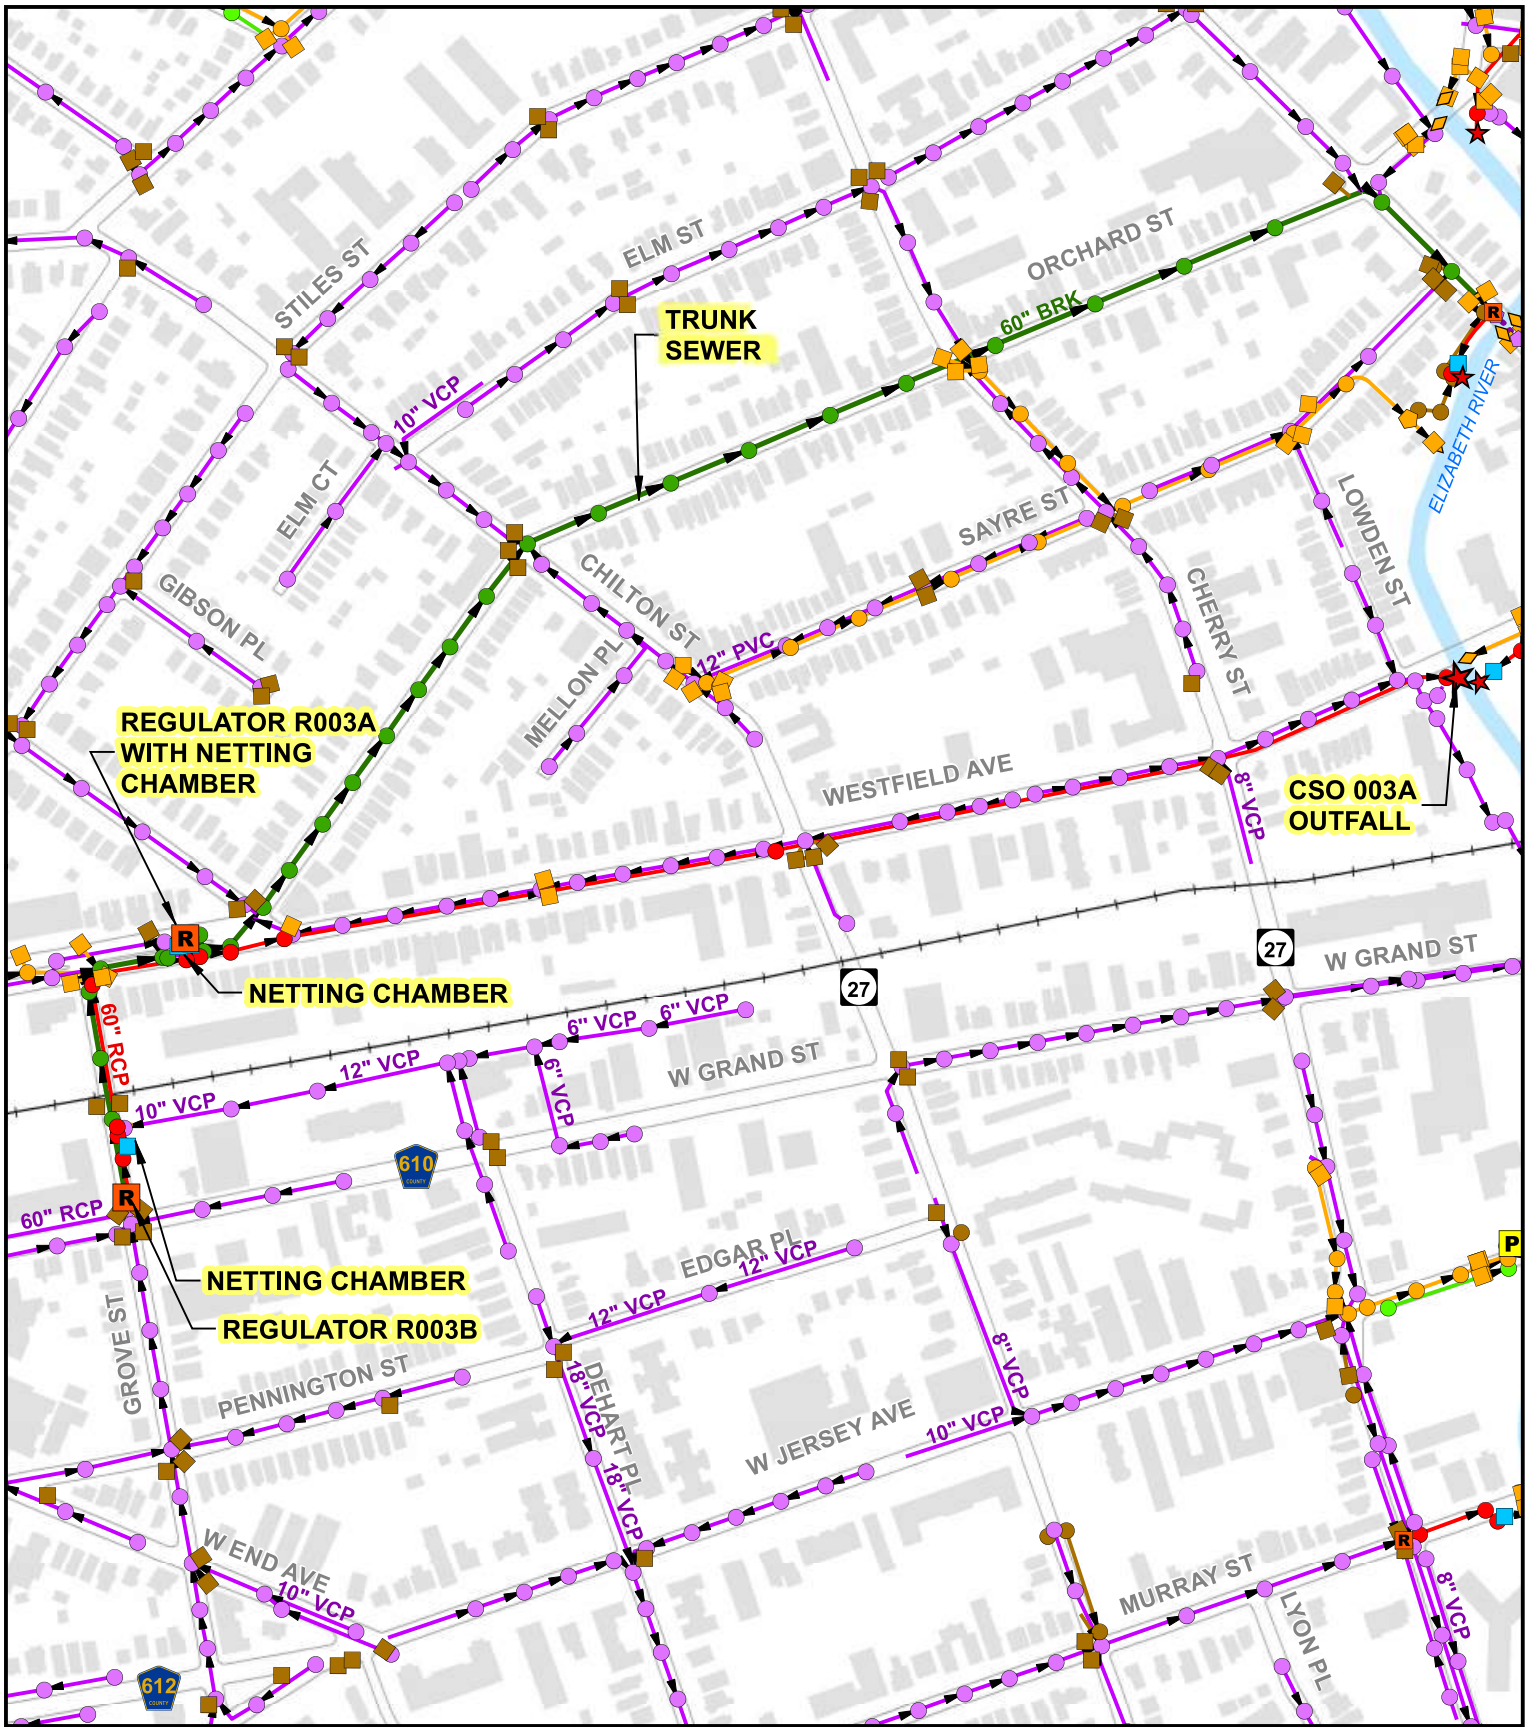 ELM ST
ORCHARD ST
STILES ST
60" BRK
TRUNK
SEWER
10" VCP
ELIZABETH RIVER
ELM CT
SAYRE ST
LOWDEN ST
GIBSON PL
CHILTON ST
CHERRY ST
12" PVC
MELLON PL
REGULATOR R003A
WITH NETTING
CHAMBER
WESTFIELD AVE
8" VCP
CSO 003A
OUTFALL
R
R
27
27
W GRAND ST
NETTING CHAMBER
60" RCP
6" VCP
6" VCP
12" VCP
W GRAND ST
6" VCP
10" VCP
610
COUNTY
R
60" RCP
EDGAR PL
12" VCP
P
NETTING CHAMBER
12" VCP
REGULATOR R003B
GROVE ST
8" VCP
PENNINGTON ST
18" VCP
DEHART PL
W JERSEY AVE
10" VCP
18" VCP
W END AVE
10" VCP
R
MURRAY ST
8" VCP
LYON PL
612
COUNTY